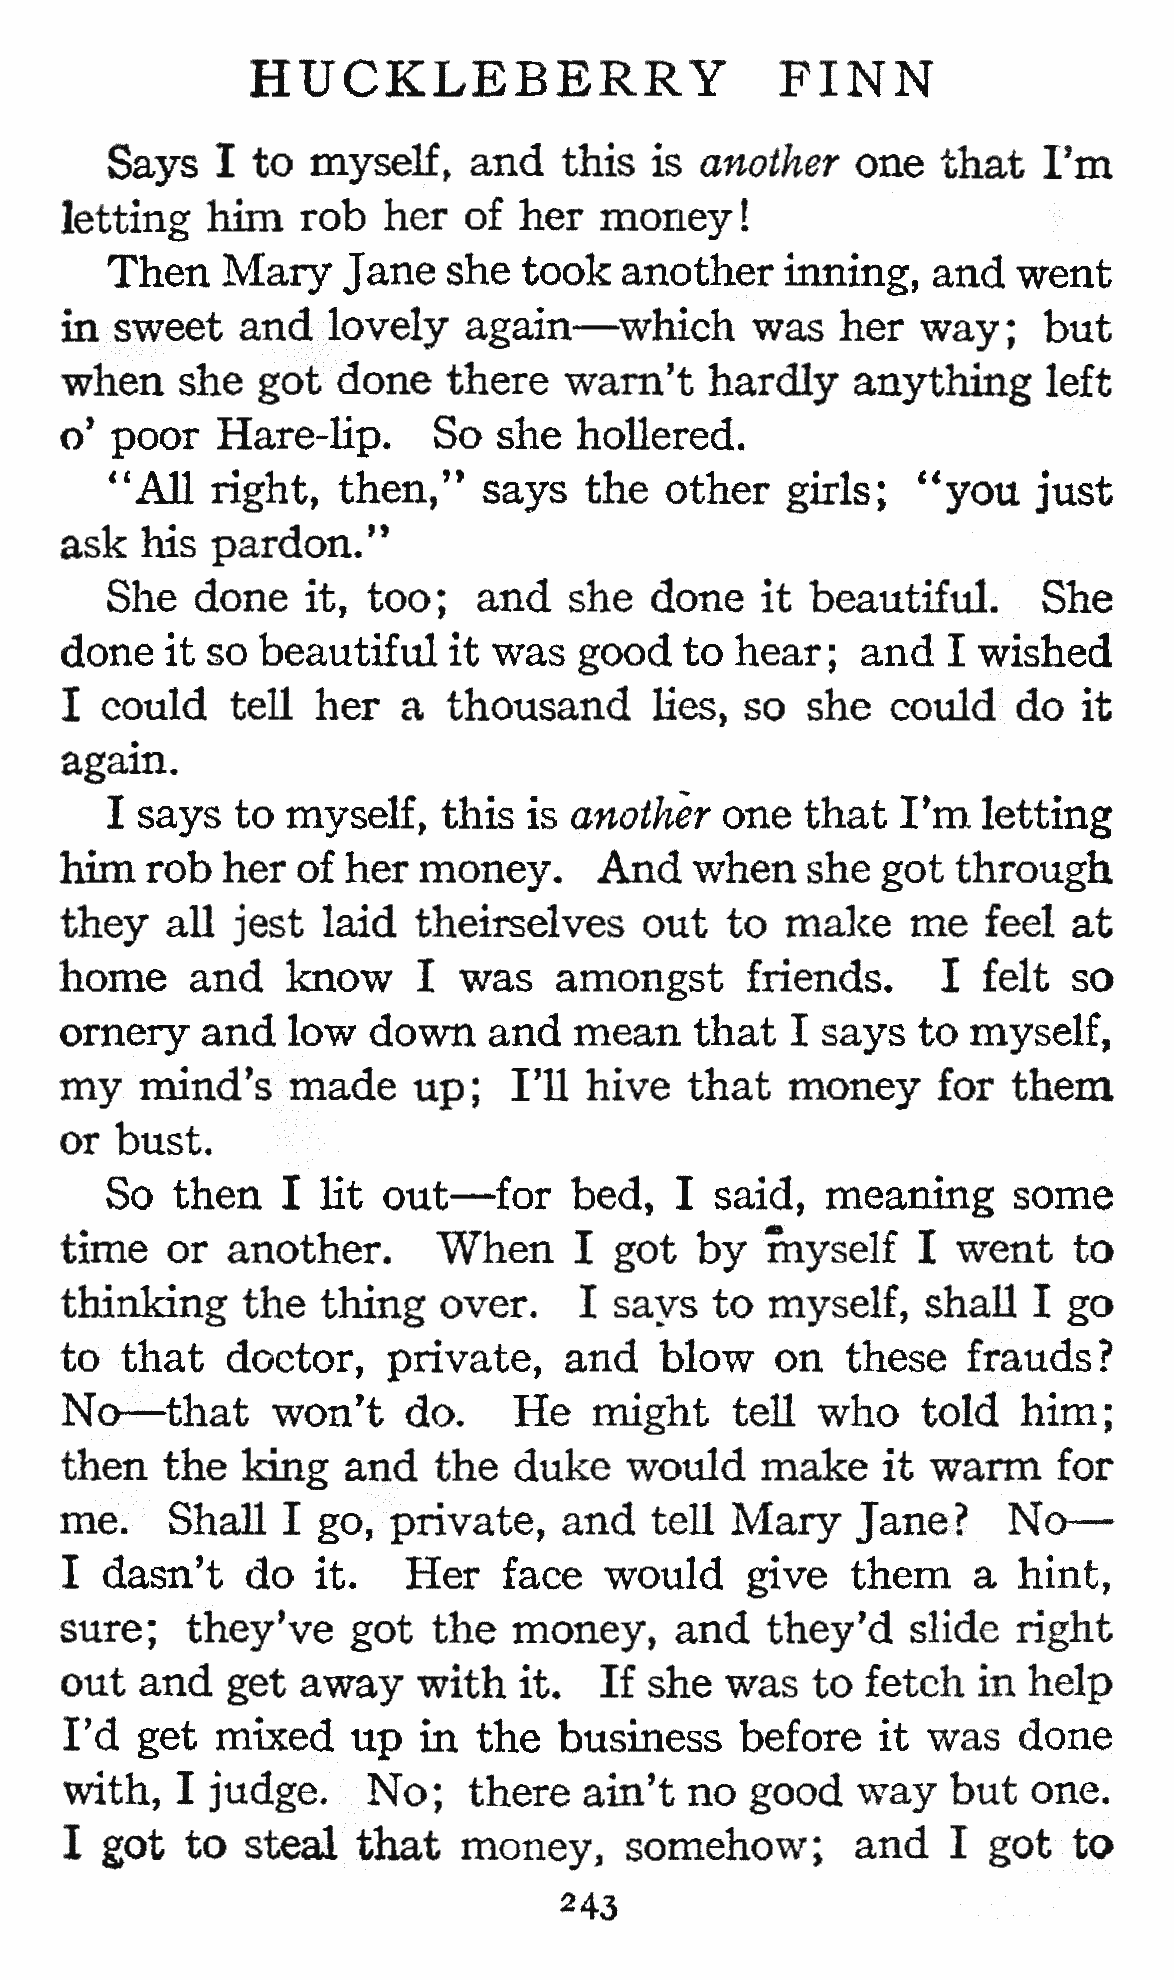 HUCKLEBERRY FINN
Says I to myself, and this is another one that I'm
letting him rob her of her money!
Then Mary Jane she took another inning, and went
in sweet and lovely again—which was her way; but
when she got done there warn't hardly anything left
o' poor Hare-lip. So she hollered.
"All right, then," says the other girls; "you just
ask his pardon."
She done it, too; and she done it beautiful. She
done it so beautiful it was good to hear; and I wished
I could tell her a thousand lies, so she could do it
again.
I says to myself, this is another one that I'm letting
him rob her of her money. And when she got through
they all jest laid theirselves out to make me feel at
home and know I was amongst friends. I felt so
ornery and low down and mean that I says to myself,
my mind's made up; I'll hive that money for them
or bust.
So then I lit out—for bed, I said, meaning some
time or another. When I got by myself I went to
thinking the thing over. I says to myself, shall I go
to that doctor, private, and blow on these frauds?
No—that won't do. He might tell who told him;
then the king and the duke would make it warm for
me. Shall I go, private, and tell Mary Jane? No—
I dasn't do it. Her face would give them a hint,
sure; they've got the money, and they'd slide right
out and get away with it. If she was to fetch in help
I'd get mixed up in the business before it was done
with, I judge. No; there ain't no good way but one.
I got to steal that money, somehow; and I got to
243